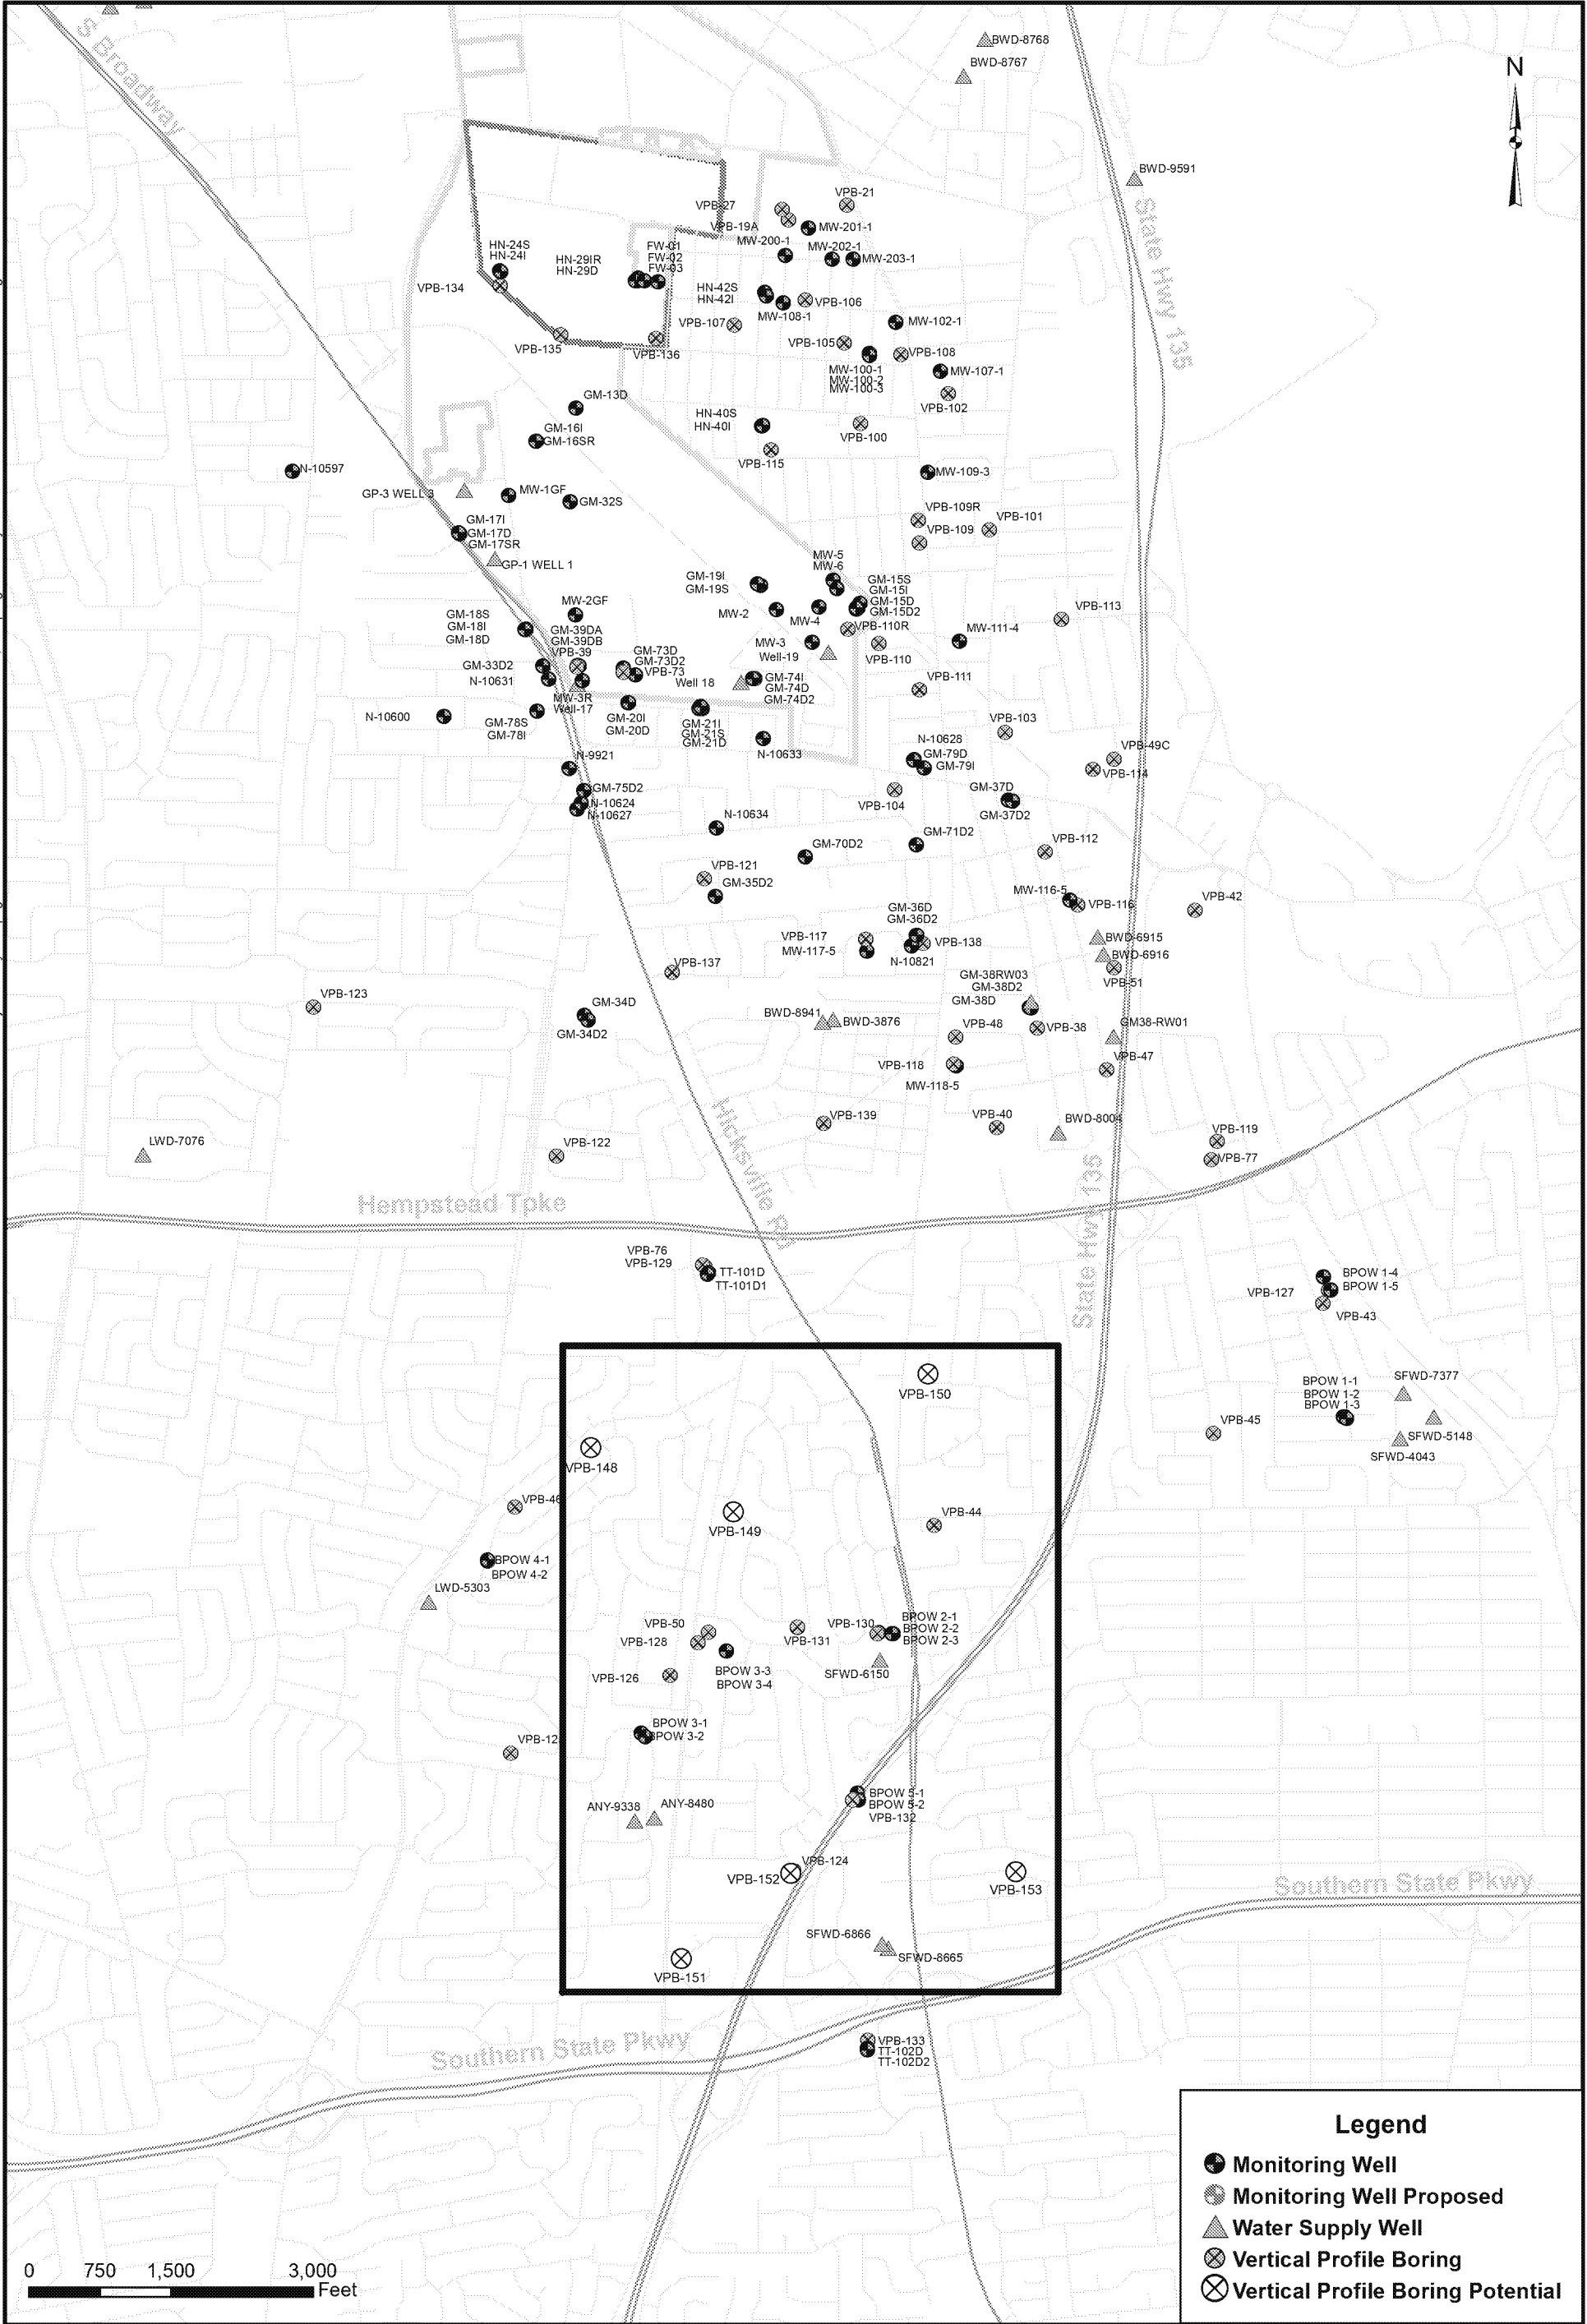 S Broadway
BWD-8768
BWD-8767
N
BWD-9591
State Hwy 135
VPB-21
VPB-27
VPB-19A
MW-201-1
MW-200-1
MW-202-1
MW-203-1
HN-24S
HN-24I
HN-29IR
HN-29D
FW-01
FW-02
FW-03
VPB-134
HN-42S
HN-42I
VPB-106
MW-108-1
VPB-107
MW-102-1
VPB-135
VPB-136
VPB-105
VPB-108
MW-100-1
MW-100-2
MW-100-3
MW-107-1
VPB-102
GM-13D
HN-40S
HN-40I
VPB-100
GM-16I
GM-16SR
VPB-115
N-10597
MW-109-3
GP-3 WELL 3
MW-1GF
GM-32S
GM-17I
GM-17D
GM-17SR
VPB-109R
VPB-101
VPB-109
GP-1 WELL 1
MW-5
MW-6
GM-19I
GM-19S
GM-15S
GM-15I
GM-15D
GM-15D2
MW-2GF
MW-2
MW-4
VPB-113
GM-18S
GM-18I
GM-18D
GM-39DA
GM-39DB
VPB-39
VPB-110R
MW-111-4
MW-3
Well-19
VPB-110
GM-33D2
N-10631
GM-73D
GM-73D2
VPB-73
Well 18
GM-74I
GM-74D
GM-74D2
VPB-111
MW-3R
Well-17
N-10600
GM-78S
GM-78I
GM-20I
GM-20D
GM-21I
GM-21S
GM-21D
N-10633
VPB-103
N-10628
GM-79D
GM-79I
VPB-49C
VPB-114
N-9921
GM-75D2
N-10624
N-10627
VPB-104
GM-37D
GM-37D2
N-10634
GM-70D2
GM-71D2
VPB-112
VPB-121
GM-35D2
MW-116-5
VPB-116
VPB-42
GM-36D
GM-36D2
VPB-117
MW-117-5
VPB-138
N-10821
BWD-6915
BWD-6916
VPB-51
VPB-137
GM-38RW03
GM-38D2
GM-38D
VPB-123
GM-34D
GM-34D2
BWD-8941
BWD-3876
VPB-48
VPB-38
GM38-RW01
VPB-118
MW-118-5
VPB-47
Hicksville Rd
VPB-139
VPB-40
BWD-8004
VPB-119
VPB-77
LWD-7076
VPB-122
Hempstead Tpke
State Hwy 135
VPB-76
VPB-129
TT-101D
TT-101D1
BPOW 1-4
BPOW 1-5
VPB-127
VPB-43
VPB-150
BPOW 1-1
BPOW 1-2
BPOW 1-3
SFWD-7377
VPB-45
SFWD-5148
SFWD-4043
VPB-148
VPB-46
VPB-149
VPB-44
BPOW 4-1
BPOW 4-2
LWD-5303
VPB-50
VPB-128
VPB-131
VPB-130
BPOW 2-1
BPOW 2-2
BPOW 2-3
VPB-126
BPOW 3-3
BPOW 3-4
SFWD-6150
BPOW 3-1
BPOW 3-2
VPB-12
BPOW 5-1
BPOW 5-2
VPB-132
ANY-9338
ANY-8480
VPB-124
VPB-152
VPB-153
Southern State Pkwy
SFWD-6866
SFWD-8665
VPB-151
Southern State Pkwy
VPB-133
TT-102D
TT-102D2
Legend
Monitoring Well
Monitoring Well Proposed
Water Supply Well
Vertical Profile Boring
Vertical Profile Boring Potential
0 750 1,500 3,000
Feet